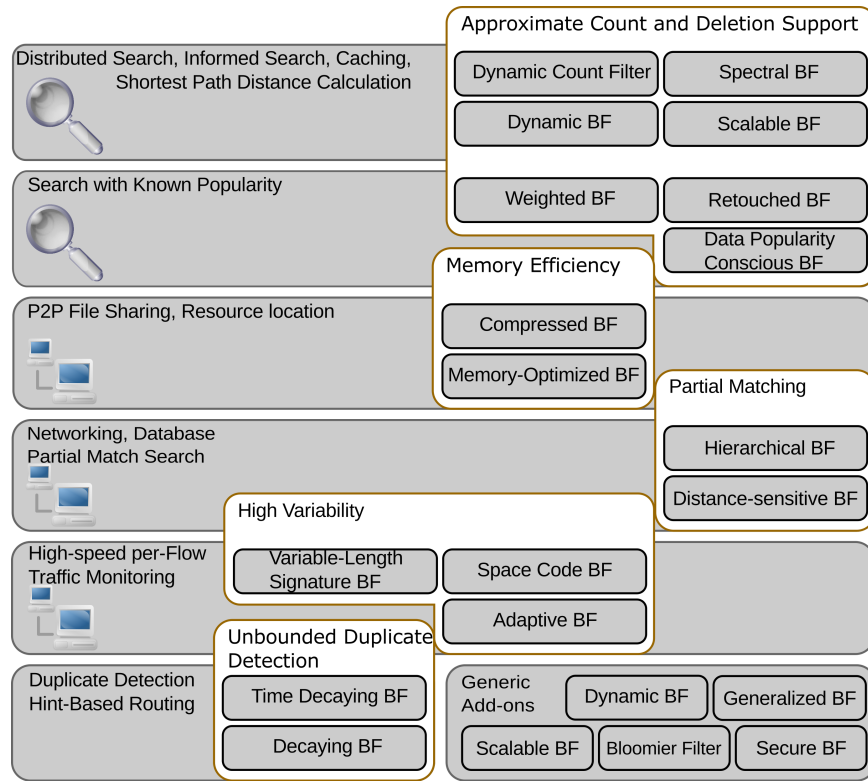 Approximate Count and Deletion Support
Distributed Search, Informed Search, Caching,
Shortest Path Distance Calculation
Dynamic Count Filter
Spectral BF
Dynamic BF
Scalable BF
Search with Known Popularity
Weighted BF
Retouched BF
Data Popularity
Conscious BF
Memory Efficiency
P2P File Sharing, Resource location
Compressed BF
Memory-Optimized BF
Partial Matching
Networking, Database
Partial Match Search
Hierarchical BF
Distance-sensitive BF
High Variability
High-speed per-Flow
Traffic Monitoring
Variable-Length
Signature BF
Space Code BF
Adaptive BF
Unbounded Duplicate
Detection
Duplicate Detection
Hint-Based Routing
Time Decaying BF
Decaying BF
Generic
Add-ons
Dynamic BF
Generalized BF
Scalable BF
Bloomier Filter
Secure BF